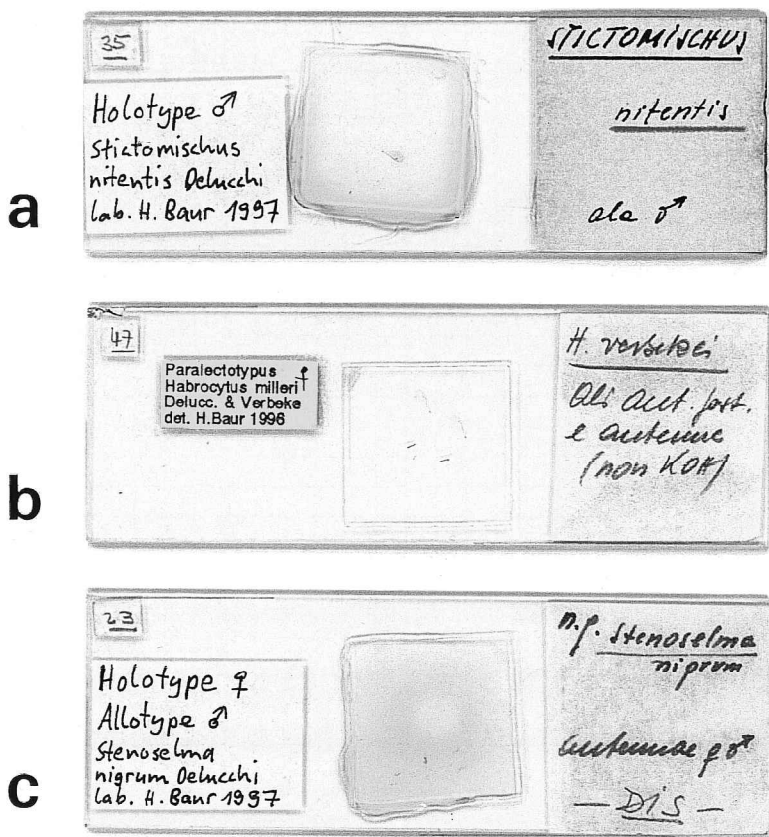 a
35
Holotype ♂
Stictomischus
nitentis Delucchi
lab. H. Baur 1997
STICTOMISCHUS
nitentis
ala ♂
b
47
Paralectotypus ♀
Habrocytus milleri
Delucc. & Verbeke
det. H.Baur 1996
H. verbekei
Ali ant. post.
e antenne
(non KOH)
c
23
Holotype ♀
Allotype ♂
Stenoselma
nigrum Delucchi
lab. H. Baur 1997
n.g. Stenoselma
nigrum
antennae ♀ ♂
— DIS —